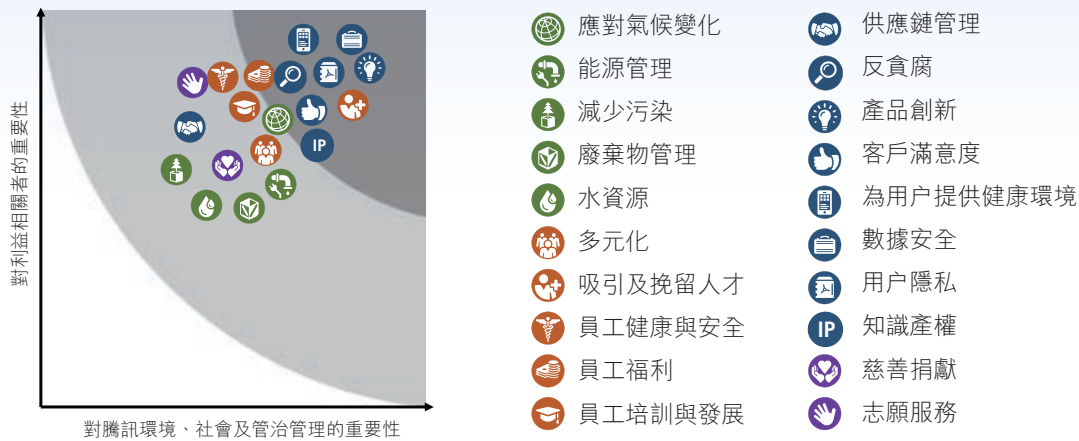 對利益相關者的重要性
IP
對騰訊環境、社會及管治管理的重要性
應對氣候變化
能源管理
減少污染
廢棄物管理
水資源
多元化
吸引及挽留人才
員工健康與安全
員工福利
員工培訓與發展
供應鏈管理
反貪腐
產品創新
客戶滿意度
為用户提供健康環境
數據安全
用户隱私
IP 知識產權
慈善捐獻
志願服務